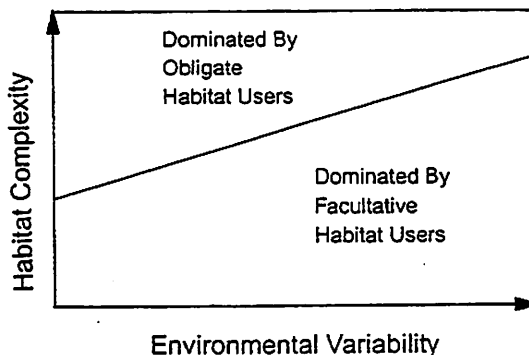 Dominated By
Obligate
Habitat Users
Dominated By
Facultative
Habitat Users
Habitat Complexity
Environmental Variability